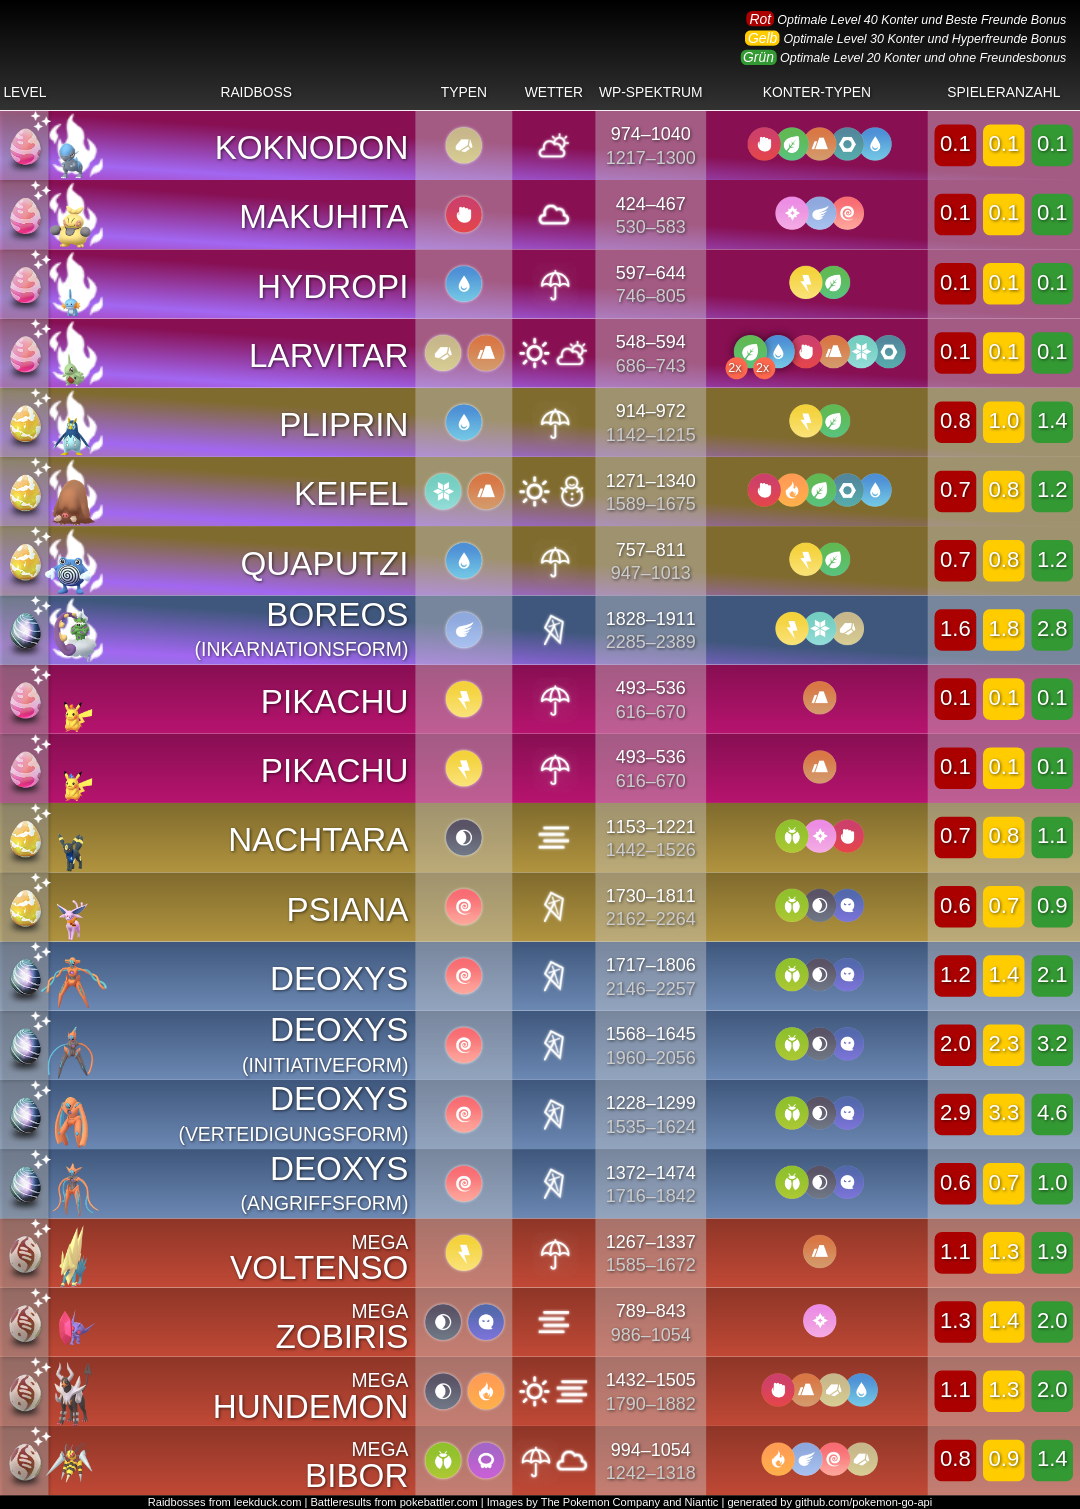 Rot Optimale Level 40 Konter und Beste Freunde Bonus
Gelb Optimale Level 30 Konter und Hyperfreunde Bonus
Grün Optimale Level 20 Konter und ohne Freundesbonus
LEVEL RAIDBOSS TYPEN WETTER WP-SPEKTRUM KONTER-TYPEN SPIELERANZAHL
KOKNODON 974–1040 0.1 0.1 0.1
1217–1300
MAKUHITA 424–467 0.1 0.1 0.1
530–583
HYDROPI 597–644 0.1 0.1 0.1
746–805
LARVITAR 548–594 0.1 0.1 0.1
686–743 2x 2x
PLIPRIN 914–972 0.8 1.0 1.4
1142–1215
KEIFEL 1271–1340 0.7 0.8 1.2
1589–1675
QUAPUTZI 757–811 0.7 0.8 1.2
947–1013
BOREOS 1828–1911 1.6 1.8 2.8
(INKARNATIONSFORM) 2285–2389
PIKACHU 493–536 0.1 0.1 0.1
616–670
PIKACHU 493–536 0.1 0.1 0.1
616–670
NACHTARA 1153–1221 0.7 0.8 1.1
1442–1526
PSIANA 1730–1811 0.6 0.7 0.9
2162–2264
DEOXYS 1717–1806 1.2 1.4 2.1
2146–2257
DEOXYS 1568–1645 2.0 2.3 3.2
(INITIATIVEFORM) 1960–2056
DEOXYS 1228–1299 2.9 3.3 4.6
(VERTEIDIGUNGSFORM) 1535–1624
DEOXYS 1372–1474 0.6 0.7 1.0
(ANGRIFFSFORM) 1716–1842
MEGA 1267–1337 1.1 1.3 1.9
VOLTENSO 1585–1672
MEGA 789–843 1.3 1.4 2.0
ZOBIRIS 986–1054
MEGA 1432–1505 1.1 1.3 2.0
HUNDEMON 1790–1882
MEGA 994–1054 0.8 0.9 1.4
BIBOR 1242–1318
Raidbosses from leekduck.com | Battleresults from pokebattler.com | Images by The Pokemon Company and Niantic | generated by github.com/pokemon-go-api